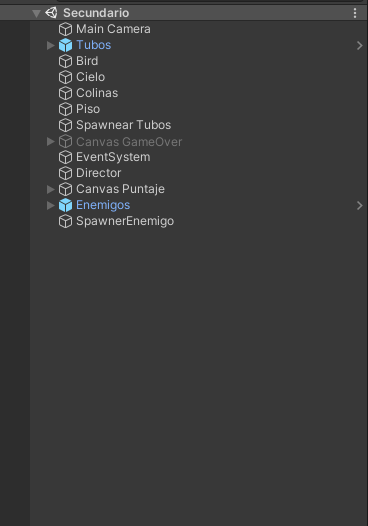 Secundario
Main Camera
Tubos
Bird
Cielo
Colinas
Piso
Spawnear Tubos
Canvas GameOver
EventSystem
Director
Canvas Puntaje
Enemigos
SpawnerEnemigo